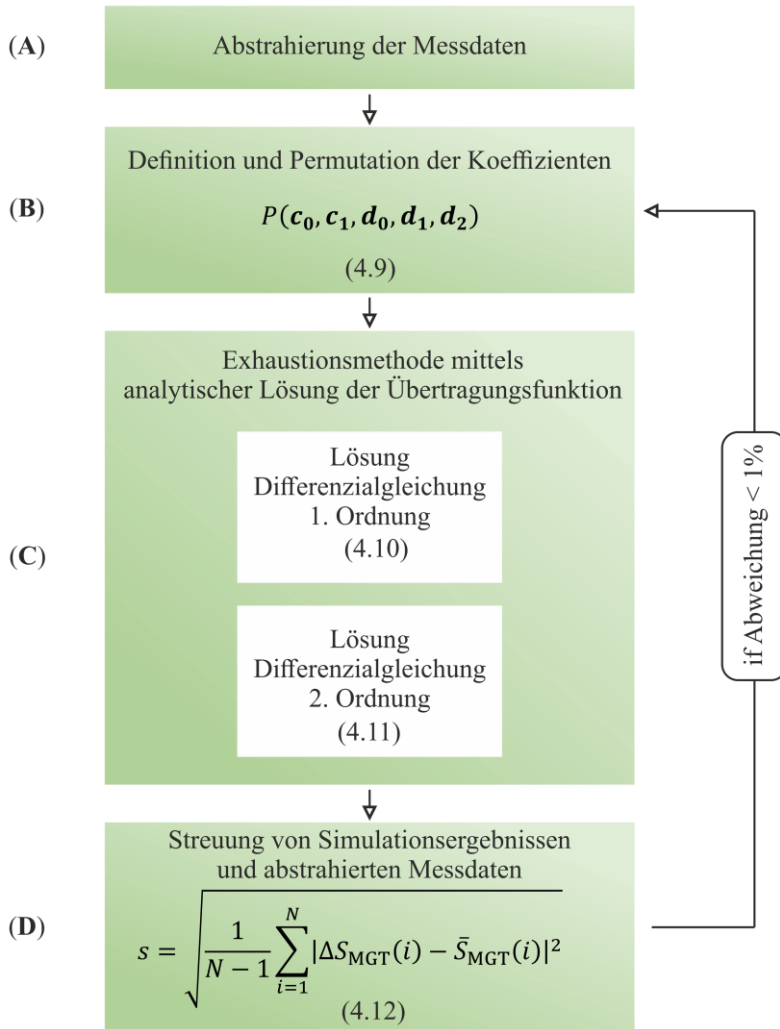 (A)
Abstrahierung der Messdaten
(B)
Definition und Permutation der Koeffizienten
P(c₀, c₁, d₀, d₁, d₂)
(4.9)
(C)
Exhaustionsmethode mittels
analytischer Lösung der Übertragungsfunktion
Lösung
Differenzialgleichung
1. Ordnung
(4.10)
Lösung
Differenzialgleichung
2. Ordnung
(4.11)
if Abweichung < 1%
(D)
Streuung von Simulationsergebnissen
und abstrahierten Messdaten
s = √(1/(N − 1) ∑_{i=1}^{N} |ΔS_MGT(i) − S̄_MGT(i)|²)
(4.12)